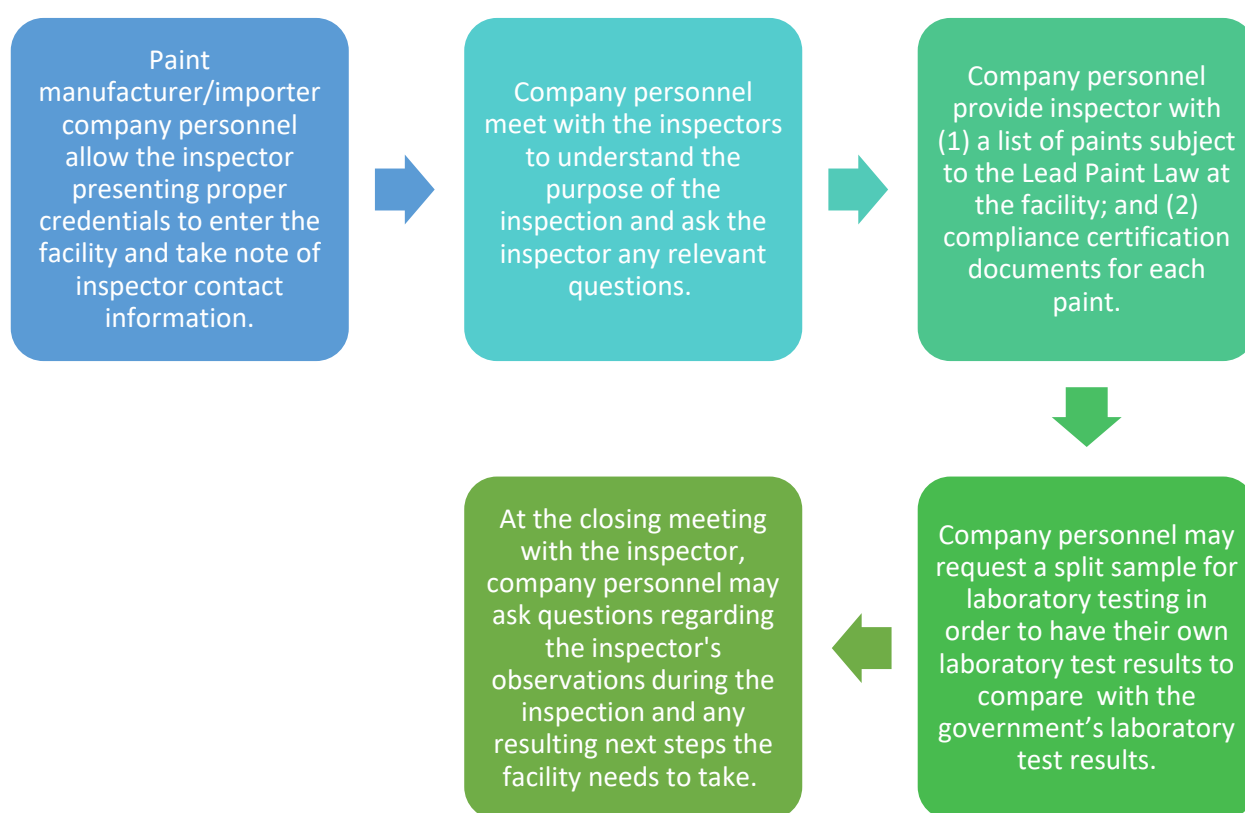 Paint
manufacturer/importer
company personnel
allow the inspector
presenting proper
credentials to enter the
facility and take note of
inspector contact
information.
Company personnel
meet with the inspectors
to understand the
purpose of the
inspection and ask the
inspector any relevant
questions.
Company personnel
provide inspector with
(1) a list of paints subject
to the Lead Paint Law at
the facility; and (2)
compliance certification
documents for each
paint.
Company personnel may
request a split sample for
laboratory testing in
order to have their own
laboratory test results to
compare  with the
government’s laboratory
test results.
At the closing meeting
with the inspector,
company personnel may
ask questions regarding
the inspector's
observations during the
inspection and any
resulting next steps the
facility needs to take.